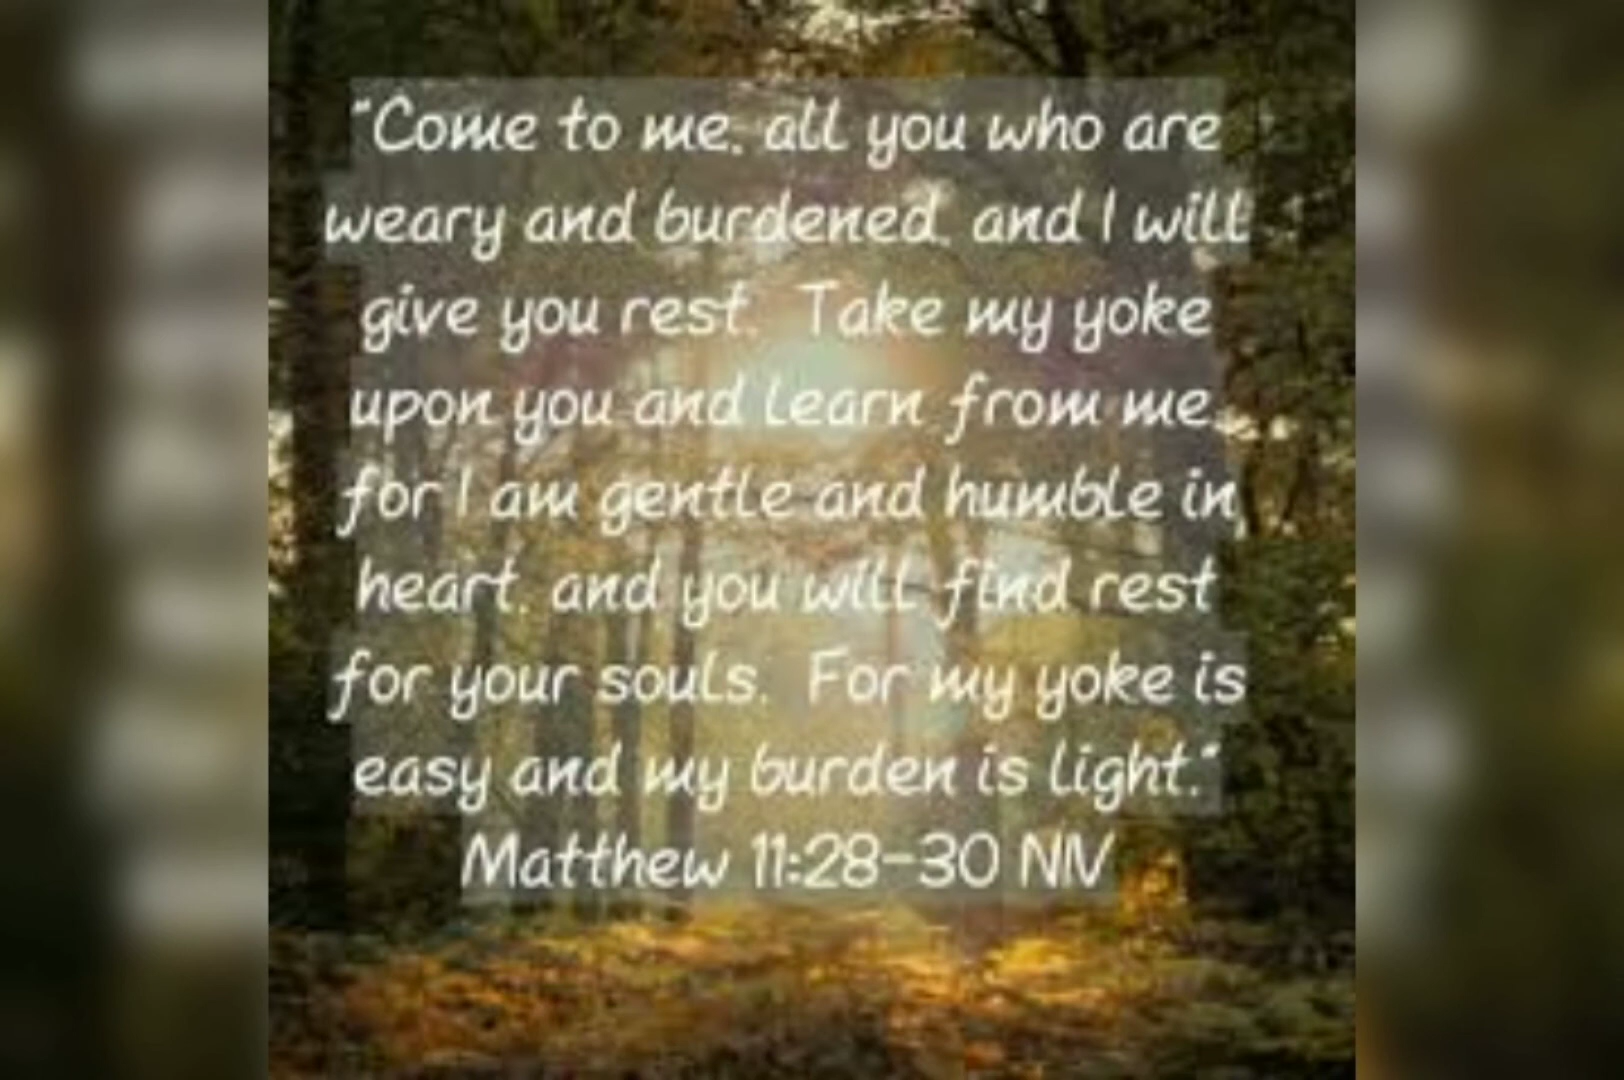 "Come to me, all you who are
weary and burdened, and I will
give you rest. Take my yoke
upon you and learn from me,
for I am gentle and humble in
heart, and you will find rest
for your souls. For my yoke is
easy and my burden is light."
Matthew 11:28-30 NIV